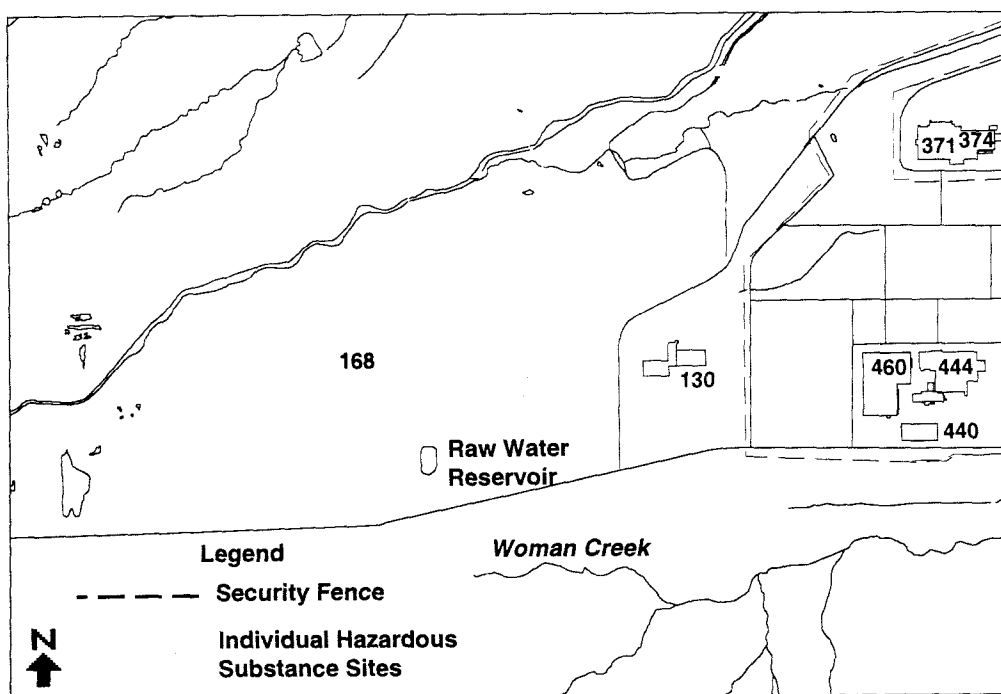 371 374
168
130
460 444
440
Raw Water
Reservoir
Legend
Woman Creek
Security Fence
N
Individual Hazardous
Substance Sites